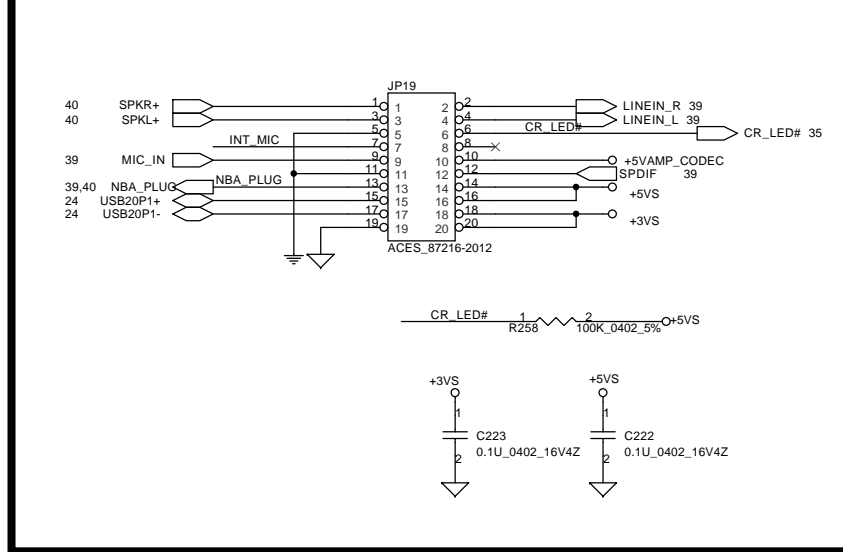 JP19
40 SPKR+ 1 1 2 2 LINEIN_R 39
40 SPKL+ 3 3 4 4 LINEIN_L 39
5 5 6 6 CR_LED# CR_LED# 35
INT_MIC 7 7 8 8
39 MIC_IN 9 9 10 10 +5VAMP_CODEC
11 11 12 12 SPDIF 39
39,40 NBA_PLUG NBA_PLUG 13 13 14 14 +5VS
24 USB20P1+ 15 15 16 16
24 USB20P1- 17 17 18 18 +3VS
19 19 20 20
ACES_87216-2012
CR_LED# 1 2 +5VS
R258 100K_0402_5%
+3VS +5VS
1 1
C223 C222
0.1U_0402_16V4Z 0.1U_0402_16V4Z
2 2